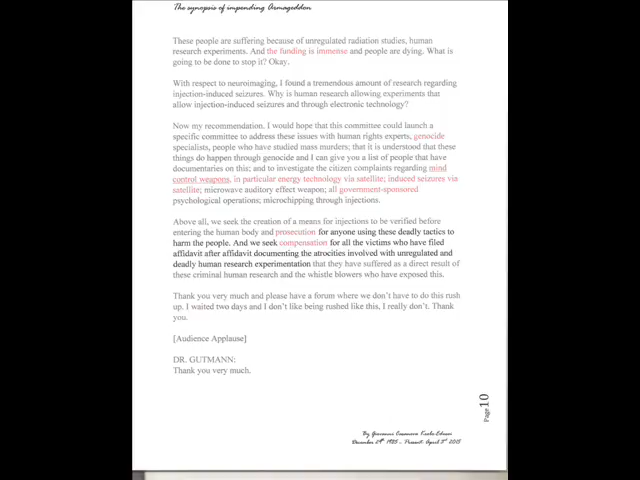 The synopsis of impending Armageddon
These people are suffering because of unregulated radiation studies, human
research experiments. And the funding is immense and people are dying. What is
going to be done to stop it? Okay.
With respect to neuroimaging, I found a tremendous amount of research regarding
injection-induced seizures. Why is human research allowing experiments that
allow injection-induced seizures and through electronic technology?
Now my recommendation. I would hope that this committee could launch a
specific committee to address these issues with human rights experts, genocide
specialists, people who have studied mass murders; that it is understood that these
things do happen through genocide and I can give you a list of people that have
documentaries on this; and to investigate the citizen complaints regarding mind
control weapons, in particular energy technology via satellite; induced seizures via
satellite; microwave auditory effect weapon; all government-sponsored
psychological operations; microchipping through injections.
Above all, we seek the creation of a means for injections to be verified before
entering the human body and prosecution for anyone using these deadly tactics to
harm the people. And we seek compensation for all the victims who have filed
affidavit after affidavit documenting the atrocities involved with unregulated and
deadly human research experimentation that they have suffered as a direct result of
these criminal human research and the whistle blowers who have exposed this.
Thank you very much and please have a forum where we don't have to do this rush
up. I waited two days and I don't like being rushed like this, I really don't. Thank
you.
[Audience Applause]
DR. GUTMANN:
Thank you very much.
Page 10
By Giovanni Casanova
December 29th 1925 - Present: April 3rd 2015